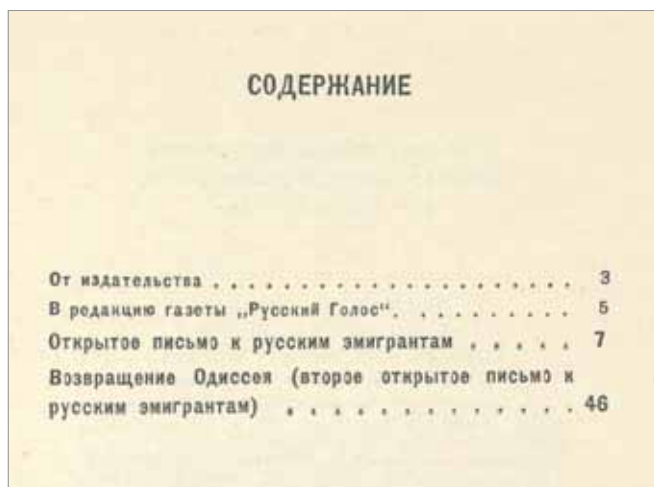 СОДЕРЖАНИЕ
От издательства . . . . . . . . . . . . . . . . . . . . . 3
В редакцию газеты „Русский Голос“. . . . . . . . . . 5
Открытое письмо к русским эмигрантам . . . . . 7
Возвращение Одиссея (второе открытое письмо к
русским эмигрантам) . . . . . . . . . . . . . 46